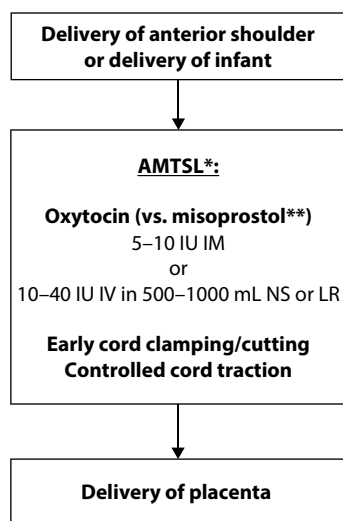 Delivery of anterior shoulder
or delivery of infant
AMTSL*:
Oxytocin (vs. misoprostol**)
5–10 IU IM
or
10–40 IU IV in 500–1000 mL NS or LR
Early cord clamping/cutting
Controlled cord traction
Delivery of placenta